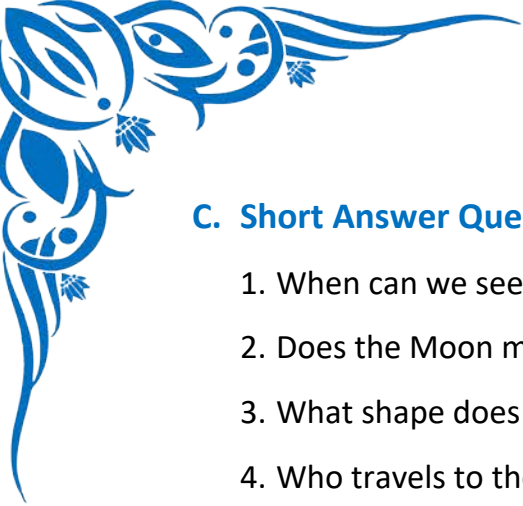 C. Short Answer Que
1. When can we see
2. Does the Moon m
3. What shape does
4. Who travels to th